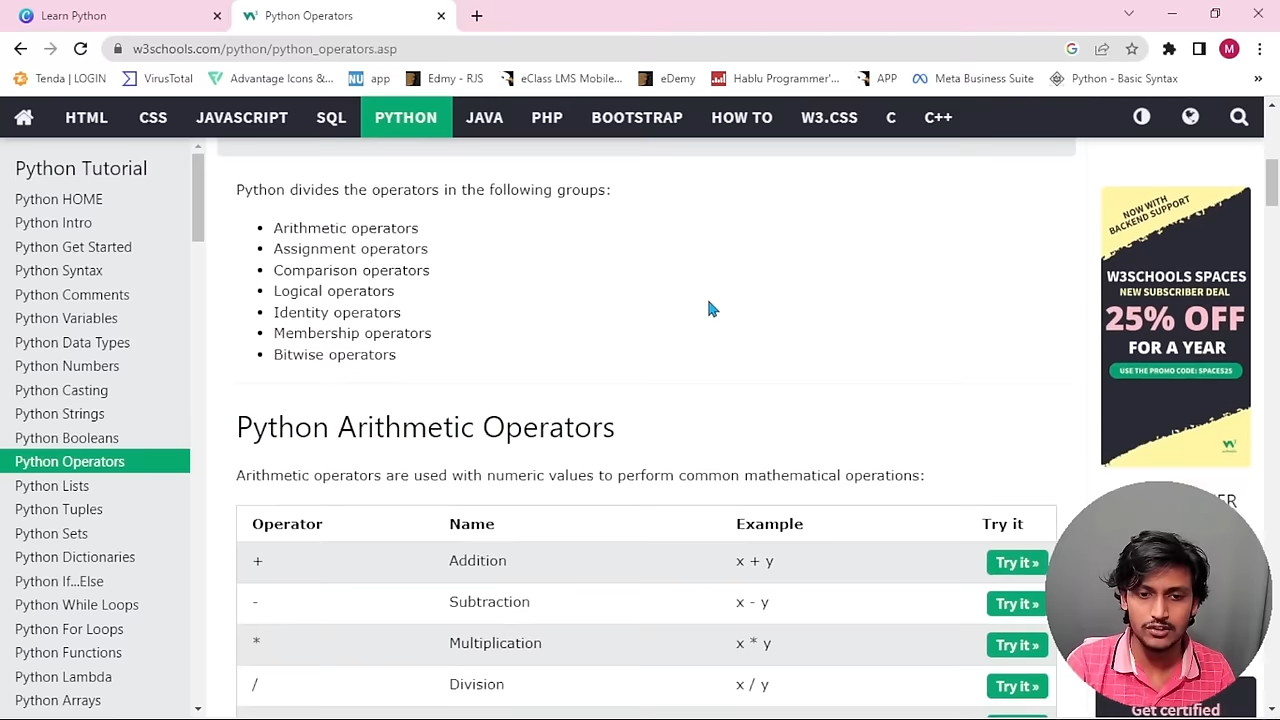 Learn Python
Python Operators
w3schools.com/python/python_operators.asp
M
Tenda | LOGIN
VirusTotal
Advantage Icons &...
NU app
Edmy - RJS
eClass LMS Mobile...
eDemy
Hablu Programmer'...
APP
Meta Business Suite
Python - Basic Syntax
»
HTML
CSS
JAVASCRIPT
SQL
PYTHON
JAVA
PHP
BOOTSTRAP
HOW TO
W3.CSS
C
C++
Python Tutorial
Python HOME
Python Intro
Python Get Started
Python Syntax
Python Comments
Python Variables
Python Data Types
Python Numbers
Python Casting
Python Strings
Python Booleans
Python Operators
Python Lists
Python Tuples
Python Sets
Python Dictionaries
Python If...Else
Python While Loops
Python For Loops
Python Functions
Python Lambda
Python Arrays
Python divides the operators in the following groups:
• Arithmetic operators
• Assignment operators
• Comparison operators
• Logical operators
• Identity operators
• Membership operators
• Bitwise operators
Python Arithmetic Operators
Arithmetic operators are used with numeric values to perform common mathematical operations:
Operator Name Example Try it
+ Addition x + y Try it »
- Subtraction x - y Try it »
* Multiplication x * y Try it »
/ Division x / y Try it »
NOW WITH
BACKEND SUPPORT
W3SCHOOLS SPACES
NEW SUBSCRIBER DEAL
25% OFF
FOR A YEAR
USE THE PROMO CODE: SPACES25
ER
Get certified